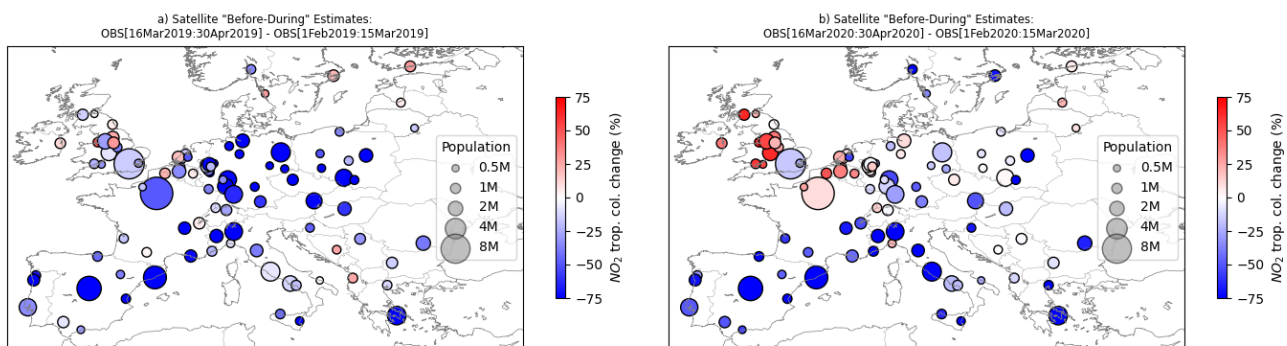 a) Satellite "Before-During" Estimates:
OBS[16Mar2019:30Apr2019] - OBS[1Feb2019:15Mar2019]
Population
0.5M
1M
2M
4M
8M
75
50
25
0
−25
−50
−75
NO2 trop. col. change (%)
b) Satellite "Before-During" Estimates:
OBS[16Mar2020:30Apr2020] - OBS[1Feb2020:15Mar2020]
Population
0.5M
1M
2M
4M
8M
75
50
25
0
−25
−50
−75
NO2 trop. col. change (%)